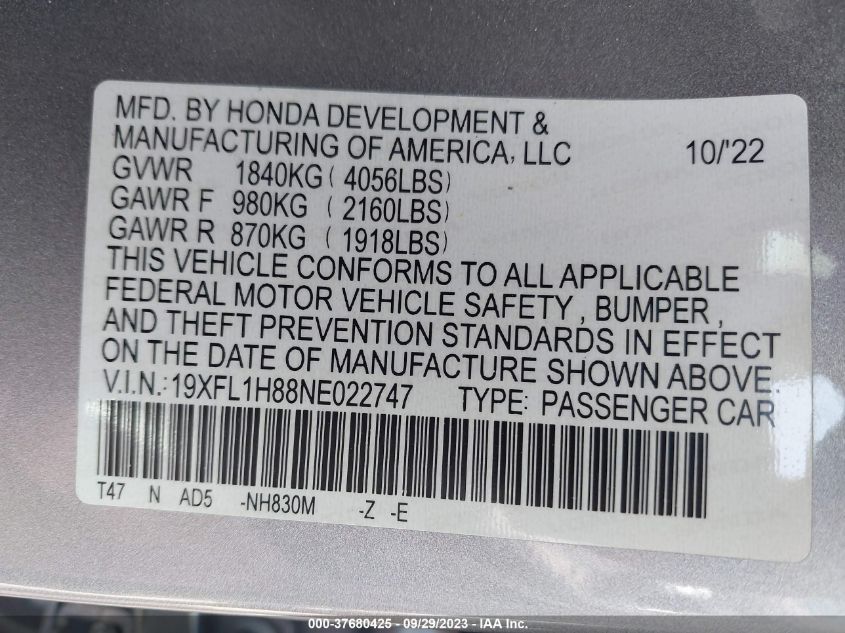 MFD. BY HONDA DEVELOPMENT &
MANUFACTURING OF AMERICA, LLC 10/'22
GVWR 1840KG ( 4056LBS)
GAWR F 980KG ( 2160LBS)
GAWR R 870KG ( 1918LBS)
THIS VEHICLE CONFORMS TO ALL APPLICABLE
FEDERAL MOTOR VEHICLE SAFETY , BUMPER ,
AND THEFT PREVENTION STANDARDS IN EFFECT
ON THE DATE OF MANUFACTURE SHOWN ABOVE.
V.I.N.: 19XFL1H88NE022747 TYPE: PASSENGER CAR
T47 N AD5 -NH830M -Z -E
000-37680425 - 09/29/2023 - IAA Inc.